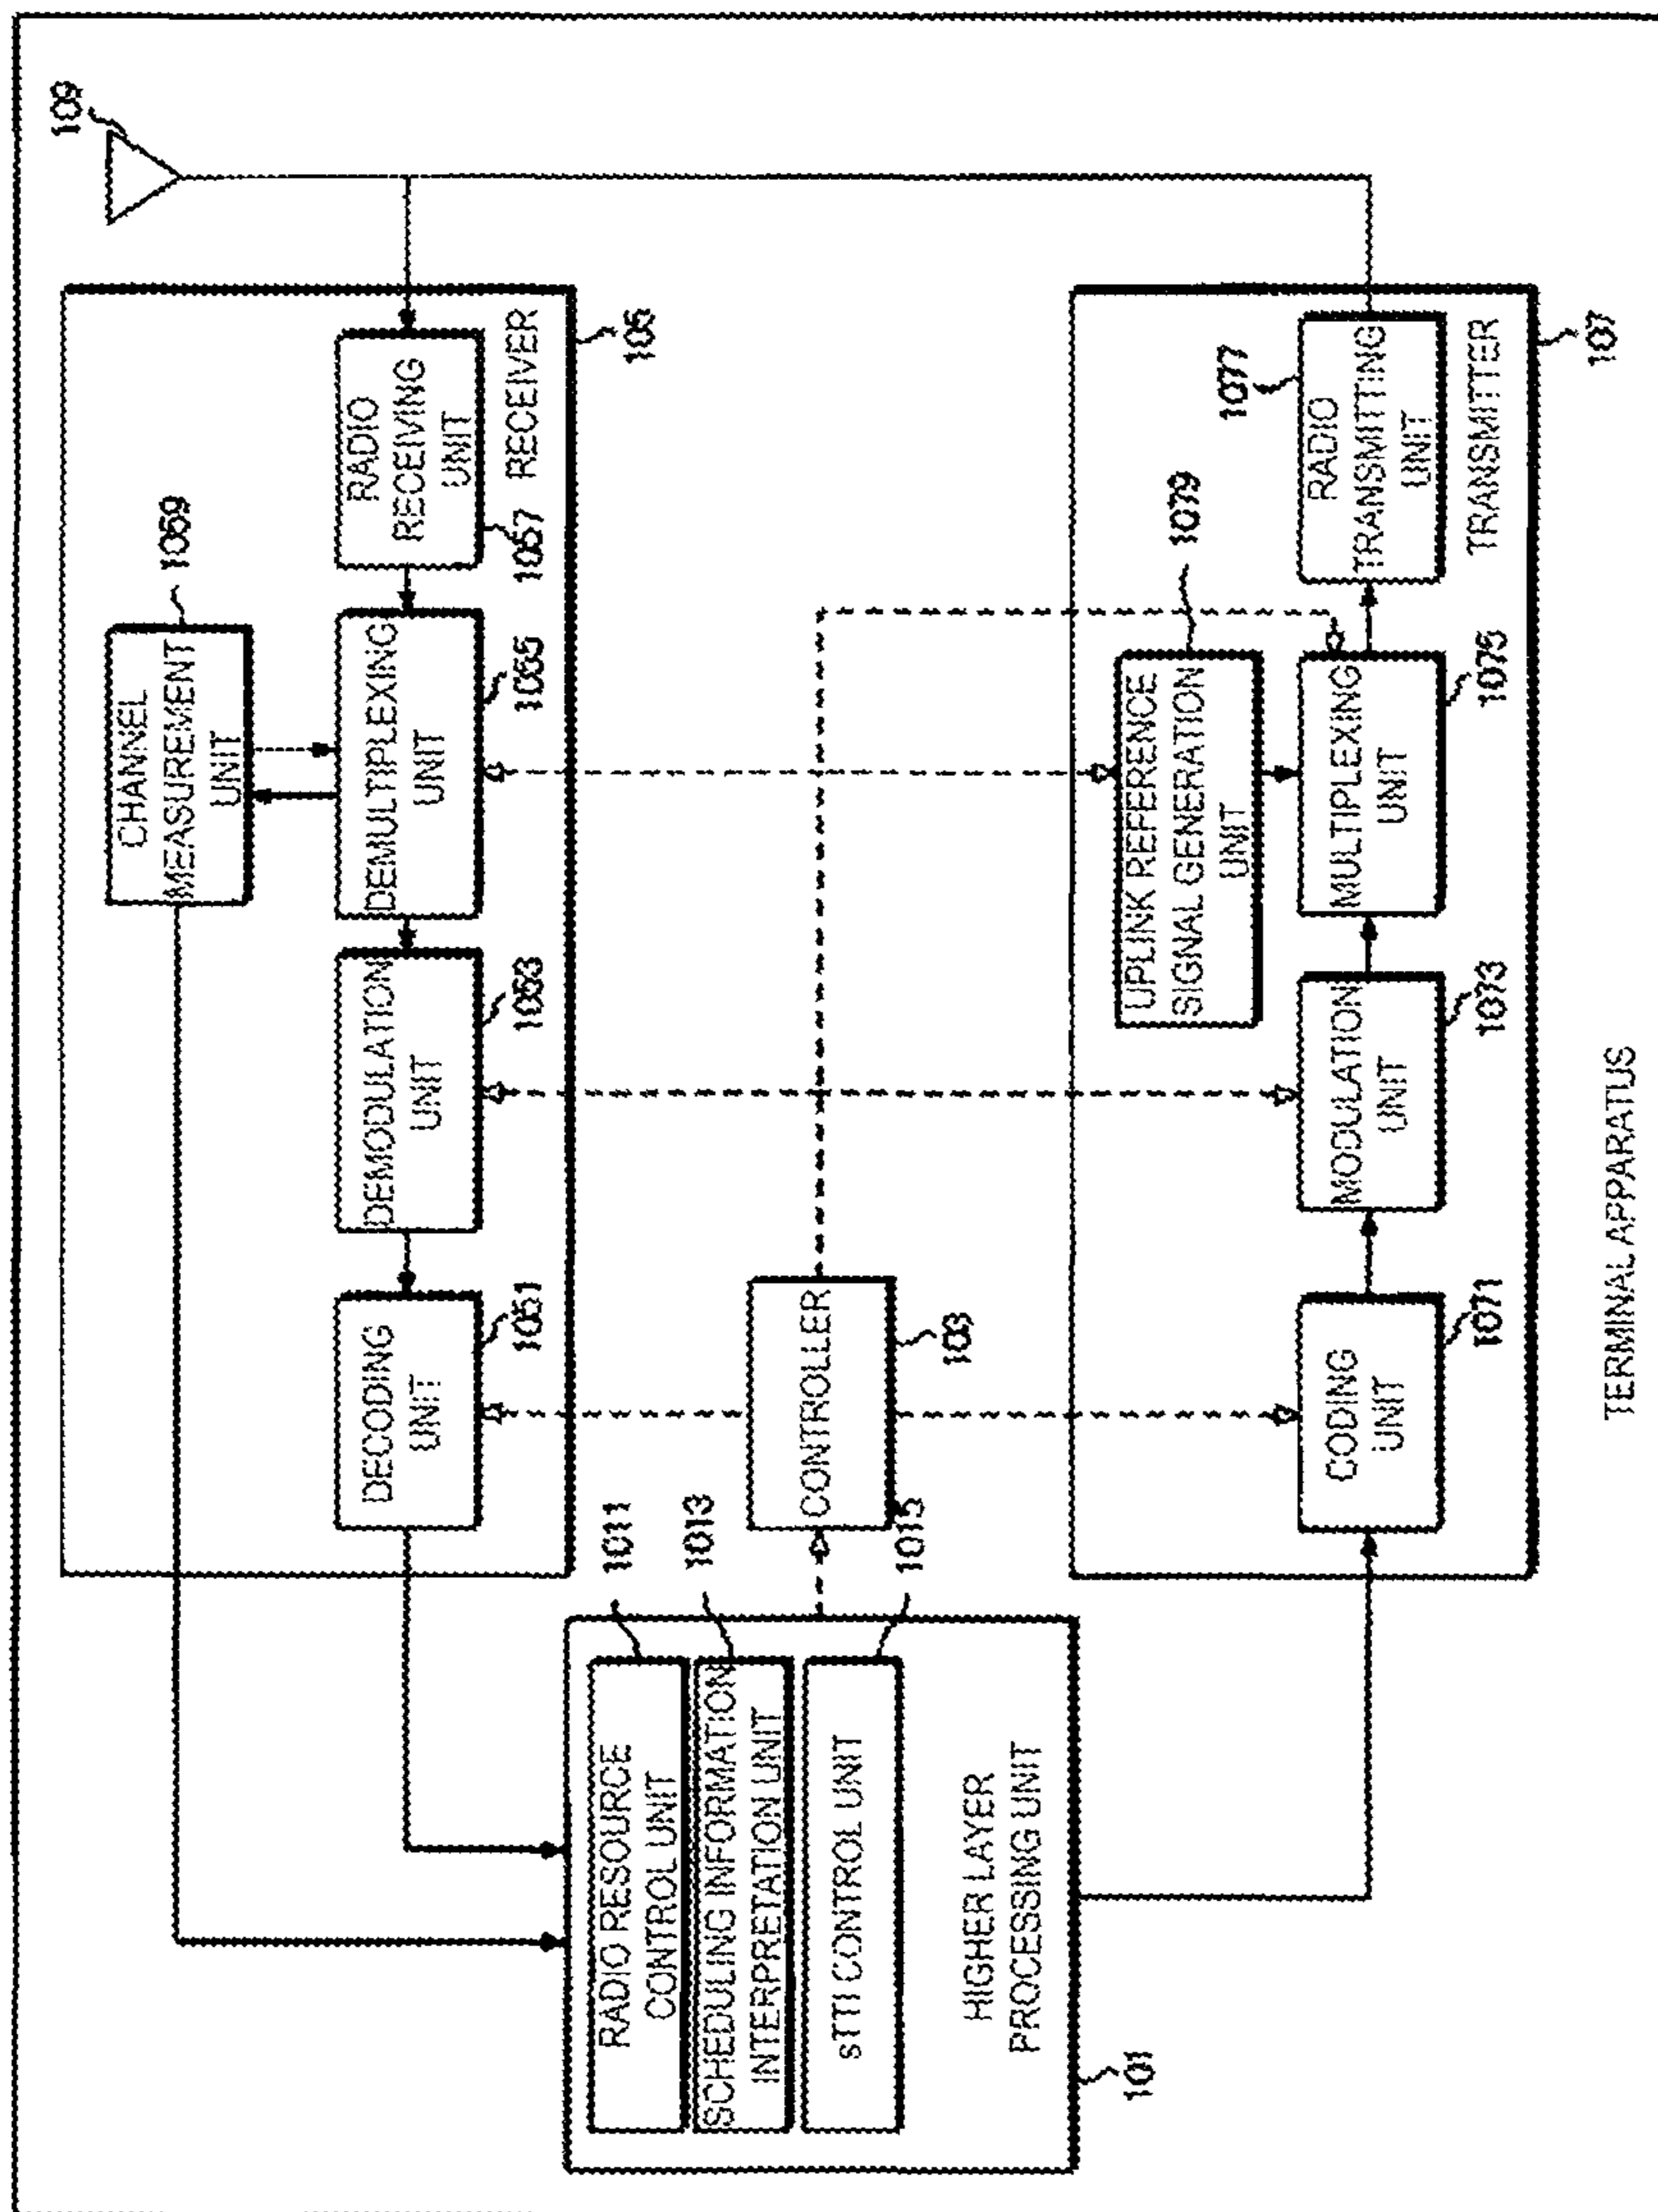 109
CHANNEL
MEASUREMENT
UNIT
1059
RADIO
RECEIVING
UNIT
1057
RECEIVER
105
DEMULTIPLEXING
UNIT
1055
DEMODULATION
UNIT
1053
DECODING
UNIT
1051
RADIO RESOURCE
CONTROL UNIT
1011
SCHEDULING INFORMATION
INTERPRETATION UNIT
1013
sTTI CONTROL UNIT
1015
HIGHER LAYER
PROCESSING UNIT
101
CONTROLLER
103
UPLINK REFERENCE
SIGNAL GENERATION
UNIT
1079
CODING
UNIT
1071
MODULATION
UNIT
1073
MULTIPLEXING
UNIT
1075
RADIO
TRANSMITTING
UNIT
1077
TRANSMITTER
107
TERMINAL APPARATUS